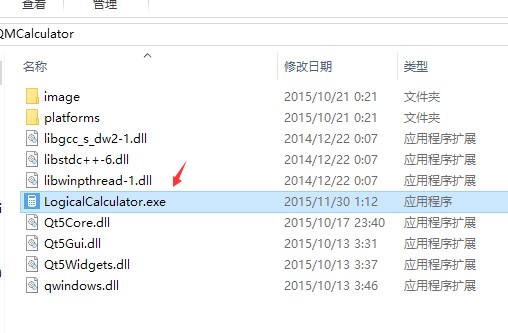 查看 管理
QMCalculator
名称 修改日期 类型
image 2015/10/21 0:21 文件夹
platforms 2015/10/21 0:21 文件夹
libgcc_s_dw2-1.dll 2014/12/22 0:07 应用程序扩展
libstdc++-6.dll 2014/12/22 0:07 应用程序扩展
libwinpthread-1.dll 2014/12/22 0:07 应用程序扩展
LogicalCalculator.exe 2015/11/30 1:12 应用程序
Qt5Core.dll 2015/10/17 23:40 应用程序扩展
Qt5Gui.dll 2015/10/13 3:31 应用程序扩展
Qt5Widgets.dll 2015/10/13 3:37 应用程序扩展
qwindows.dll 2015/10/13 3:46 应用程序扩展